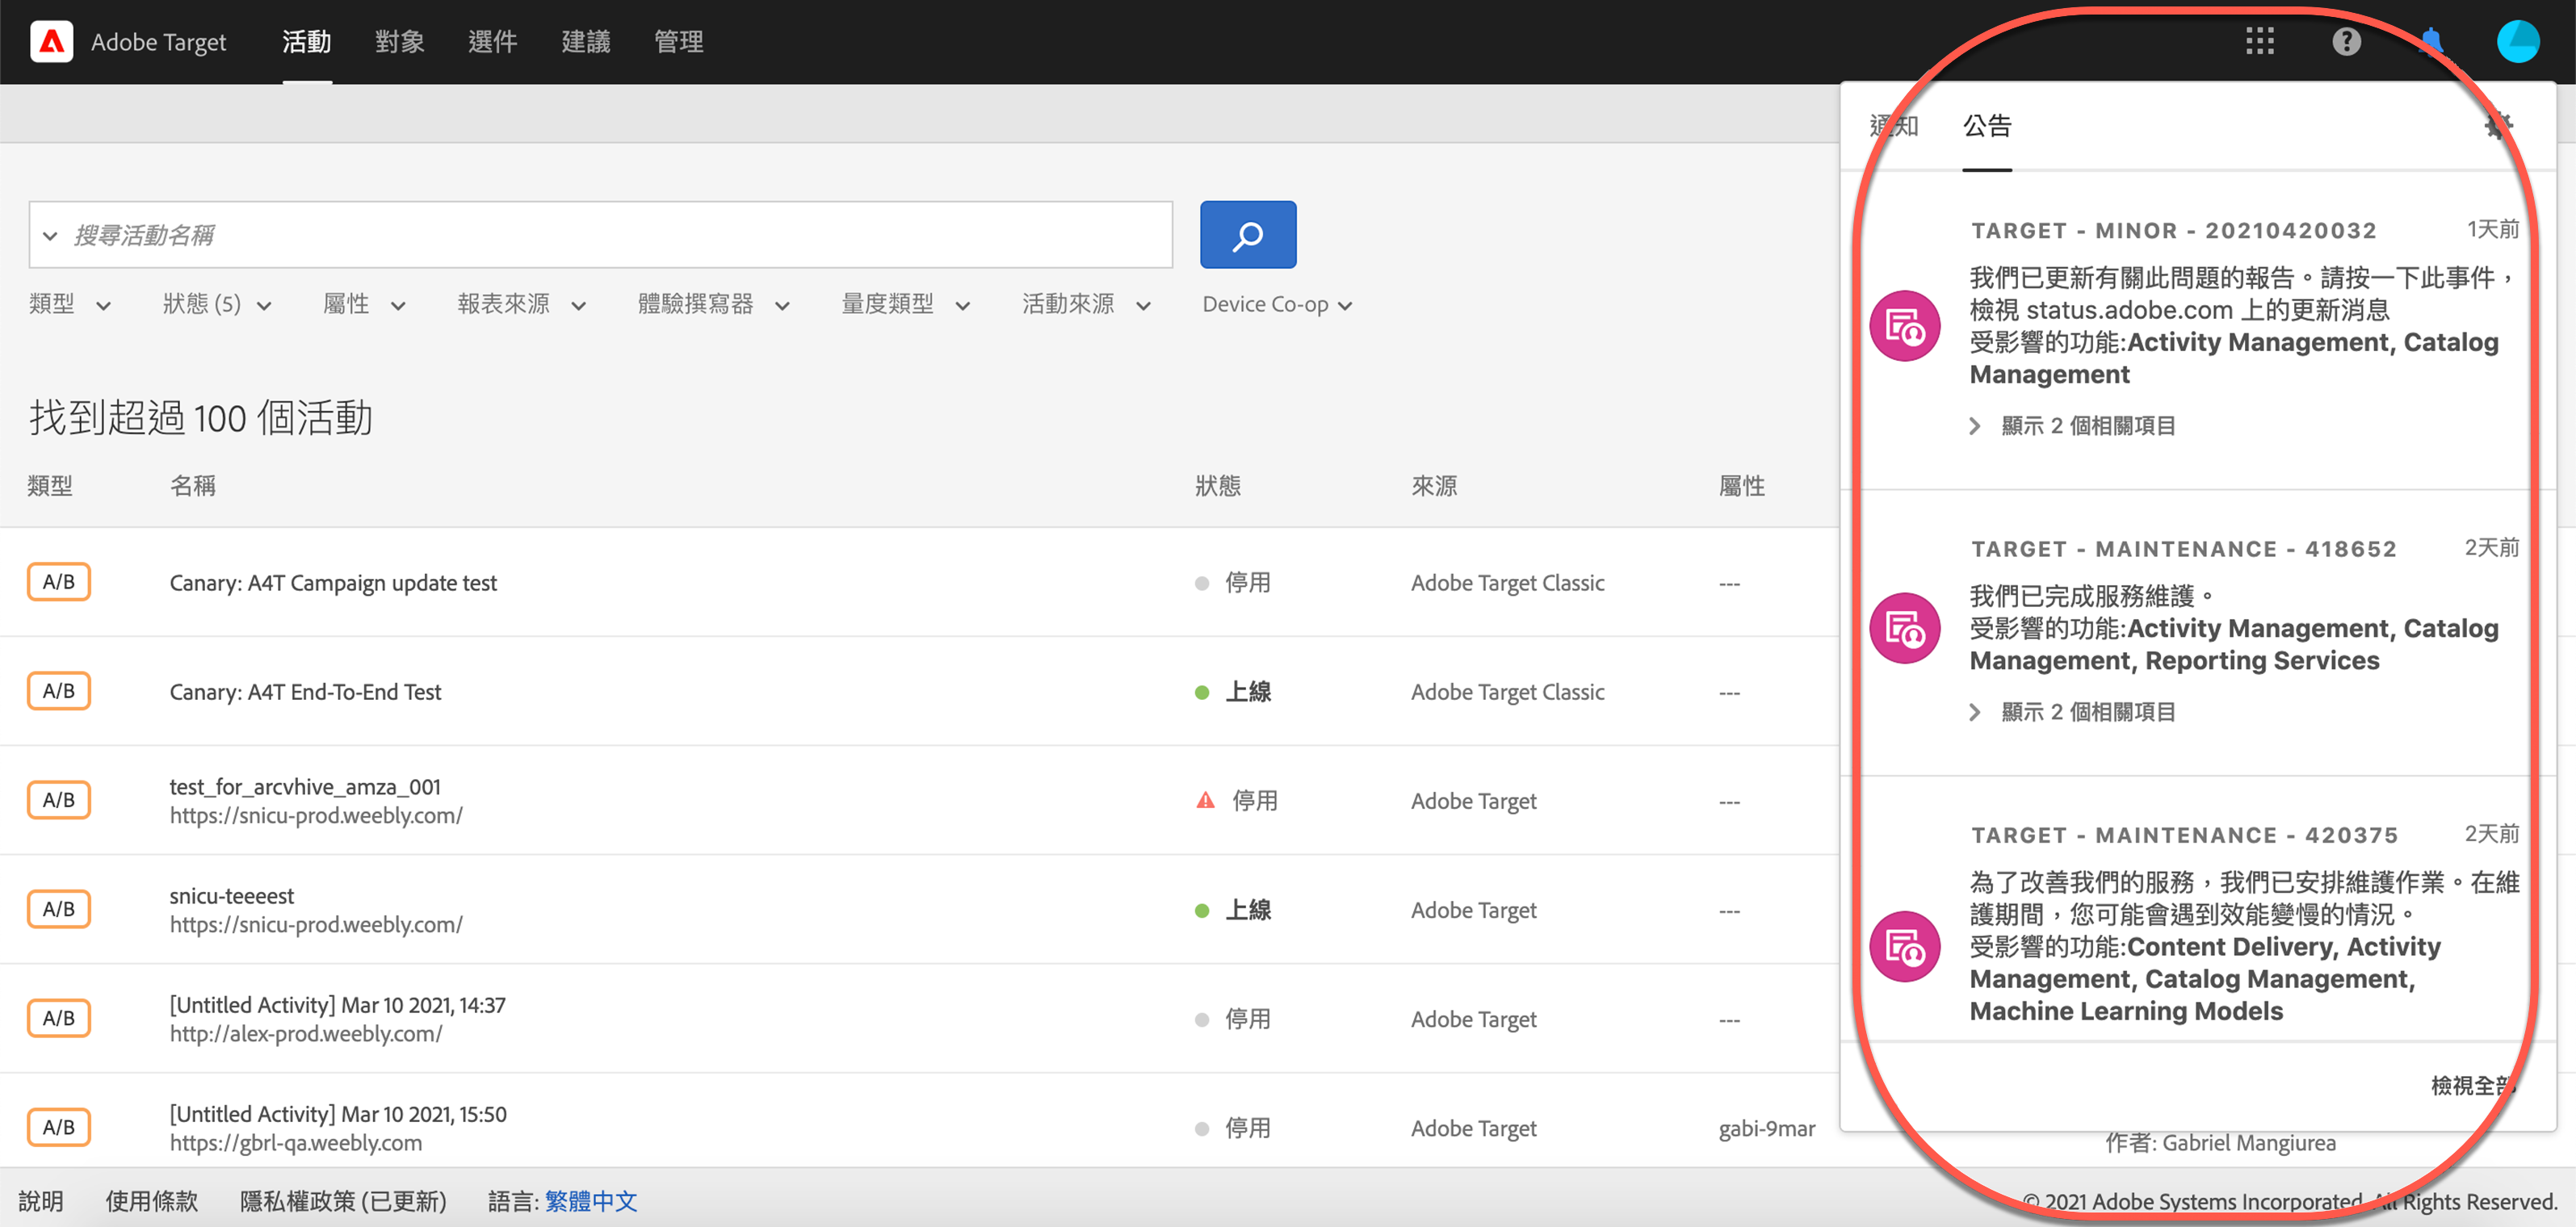 Adobe Target 活動 對象 選件 建議 管理
通知 公告
搜尋活動名稱
類型 狀態 (5) 屬性 報表來源 體驗撰寫器 量度類型 活動來源 Device Co-op
找到超過 100 個活動
類型 名稱 狀態 來源 屬性
A/B Canary: A4T Campaign update test 停用 Adobe Target Classic ---
A/B Canary: A4T End-To-End Test 上線 Adobe Target Classic ---
A/B test_for_arcvhive_amza_001 停用 Adobe Target ---
https://snicu-prod.weebly.com/
A/B snicu-teeeest 上線 Adobe Target ---
https://snicu-prod.weebly.com/
A/B [Untitled Activity] Mar 10 2021, 14:37 停用 Adobe Target ---
http://alex-prod.weebly.com/
A/B [Untitled Activity] Mar 10 2021, 15:50 停用 Adobe Target gabi-9mar
https://gbrl-qa.weebly.com
作者: Gabriel Mangiurea
TARGET - MINOR - 20210420032 1天前
我們已更新有關此問題的報告。請按一下此事件，
檢視 status.adobe.com 上的更新消息
受影響的功能:Activity Management, Catalog
Management
顯示 2 個相關項目
TARGET - MAINTENANCE - 418652 2天前
我們已完成服務維護。
受影響的功能:Activity Management, Catalog
Management, Reporting Services
顯示 2 個相關項目
TARGET - MAINTENANCE - 420375 2天前
為了改善我們的服務，我們已安排維護作業。在維
護期間，您可能會遇到效能變慢的情況。
受影響的功能:Content Delivery, Activity
Management, Catalog Management,
Machine Learning Models
檢視全部
說明 使用條款 隱私權政策 (已更新) 語言: 繁體中文 © 2021 Adobe Systems Incorporated. All Rights Reserved.